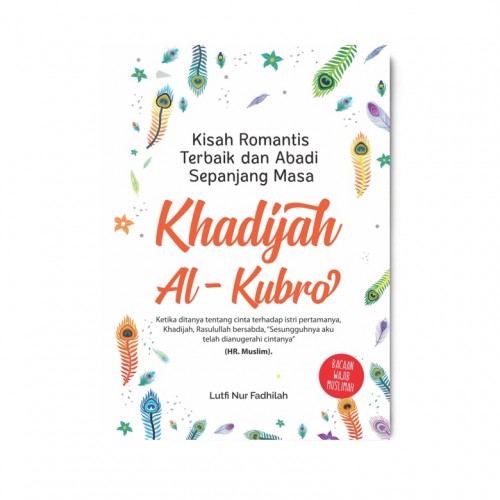 Kisah Romantis
Terbaik dan Abadi
Sepanjang Masa
Khadijah
Al - Kubro
Ketika ditanya tentang cinta terhadap istri pertamanya,
Khadijah, Rasulullah bersabda, "Sesungguhnya aku
telah dianugerahi cintanya"
(HR. Muslim).
BACAAN
WAJIB
MUSLIMAH
Lutfi Nur Fadhilah